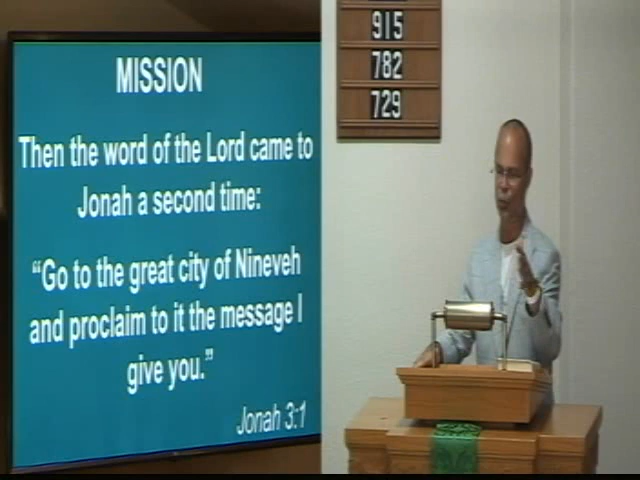 MISSION
Then the word of the Lord came to
Jonah a second time:
“Go to the great city of Nineveh
and proclaim to it the message I
give you.”
Jonah 3:1
915
782
729